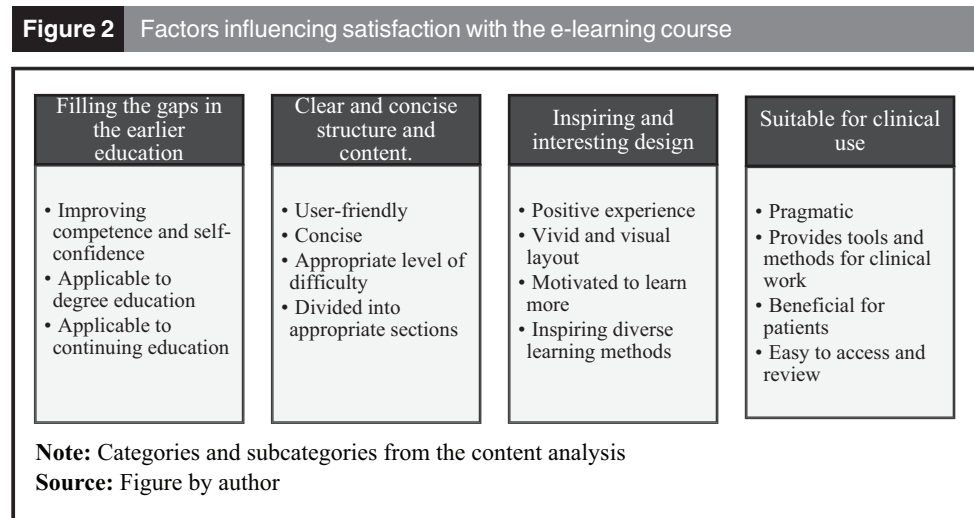 Figure 2 Factors influencing satisfaction with the e-learning course
Filling the gaps in
the earlier
education
• Improving
competence and self-
confidence
• Applicable to
degree education
• Applicable to
continuing education
Clear and concise
structure and
content.
• User-friendly
• Concise
• Appropriate level of
difficulty
• Divided into
appropriate sections
Inspiring and
interesting design
• Positive experience
• Vivid and visual
layout
• Motivated to learn
more
• Inspiring diverse
learning methods
Suitable for clinical
use
• Pragmatic
• Provides tools and
methods for clinical
work
• Beneficial for
patients
• Easy to access and
review
Note: Categories and subcategories from the content analysis
Source: Figure by author